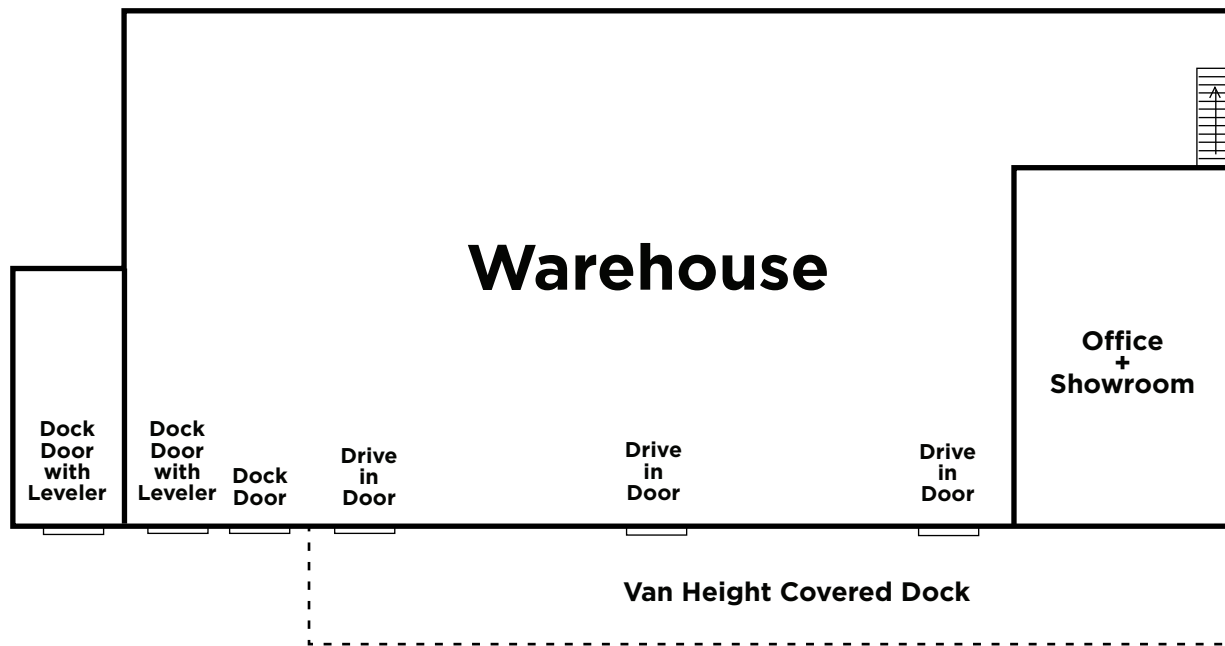 Warehouse
Office
+
Showroom
Dock
Door
with
Leveler
Dock
Door
with
Leveler
Dock
Door
Drive
in
Door
Drive
in
Door
Drive
in
Door
Van Height Covered Dock